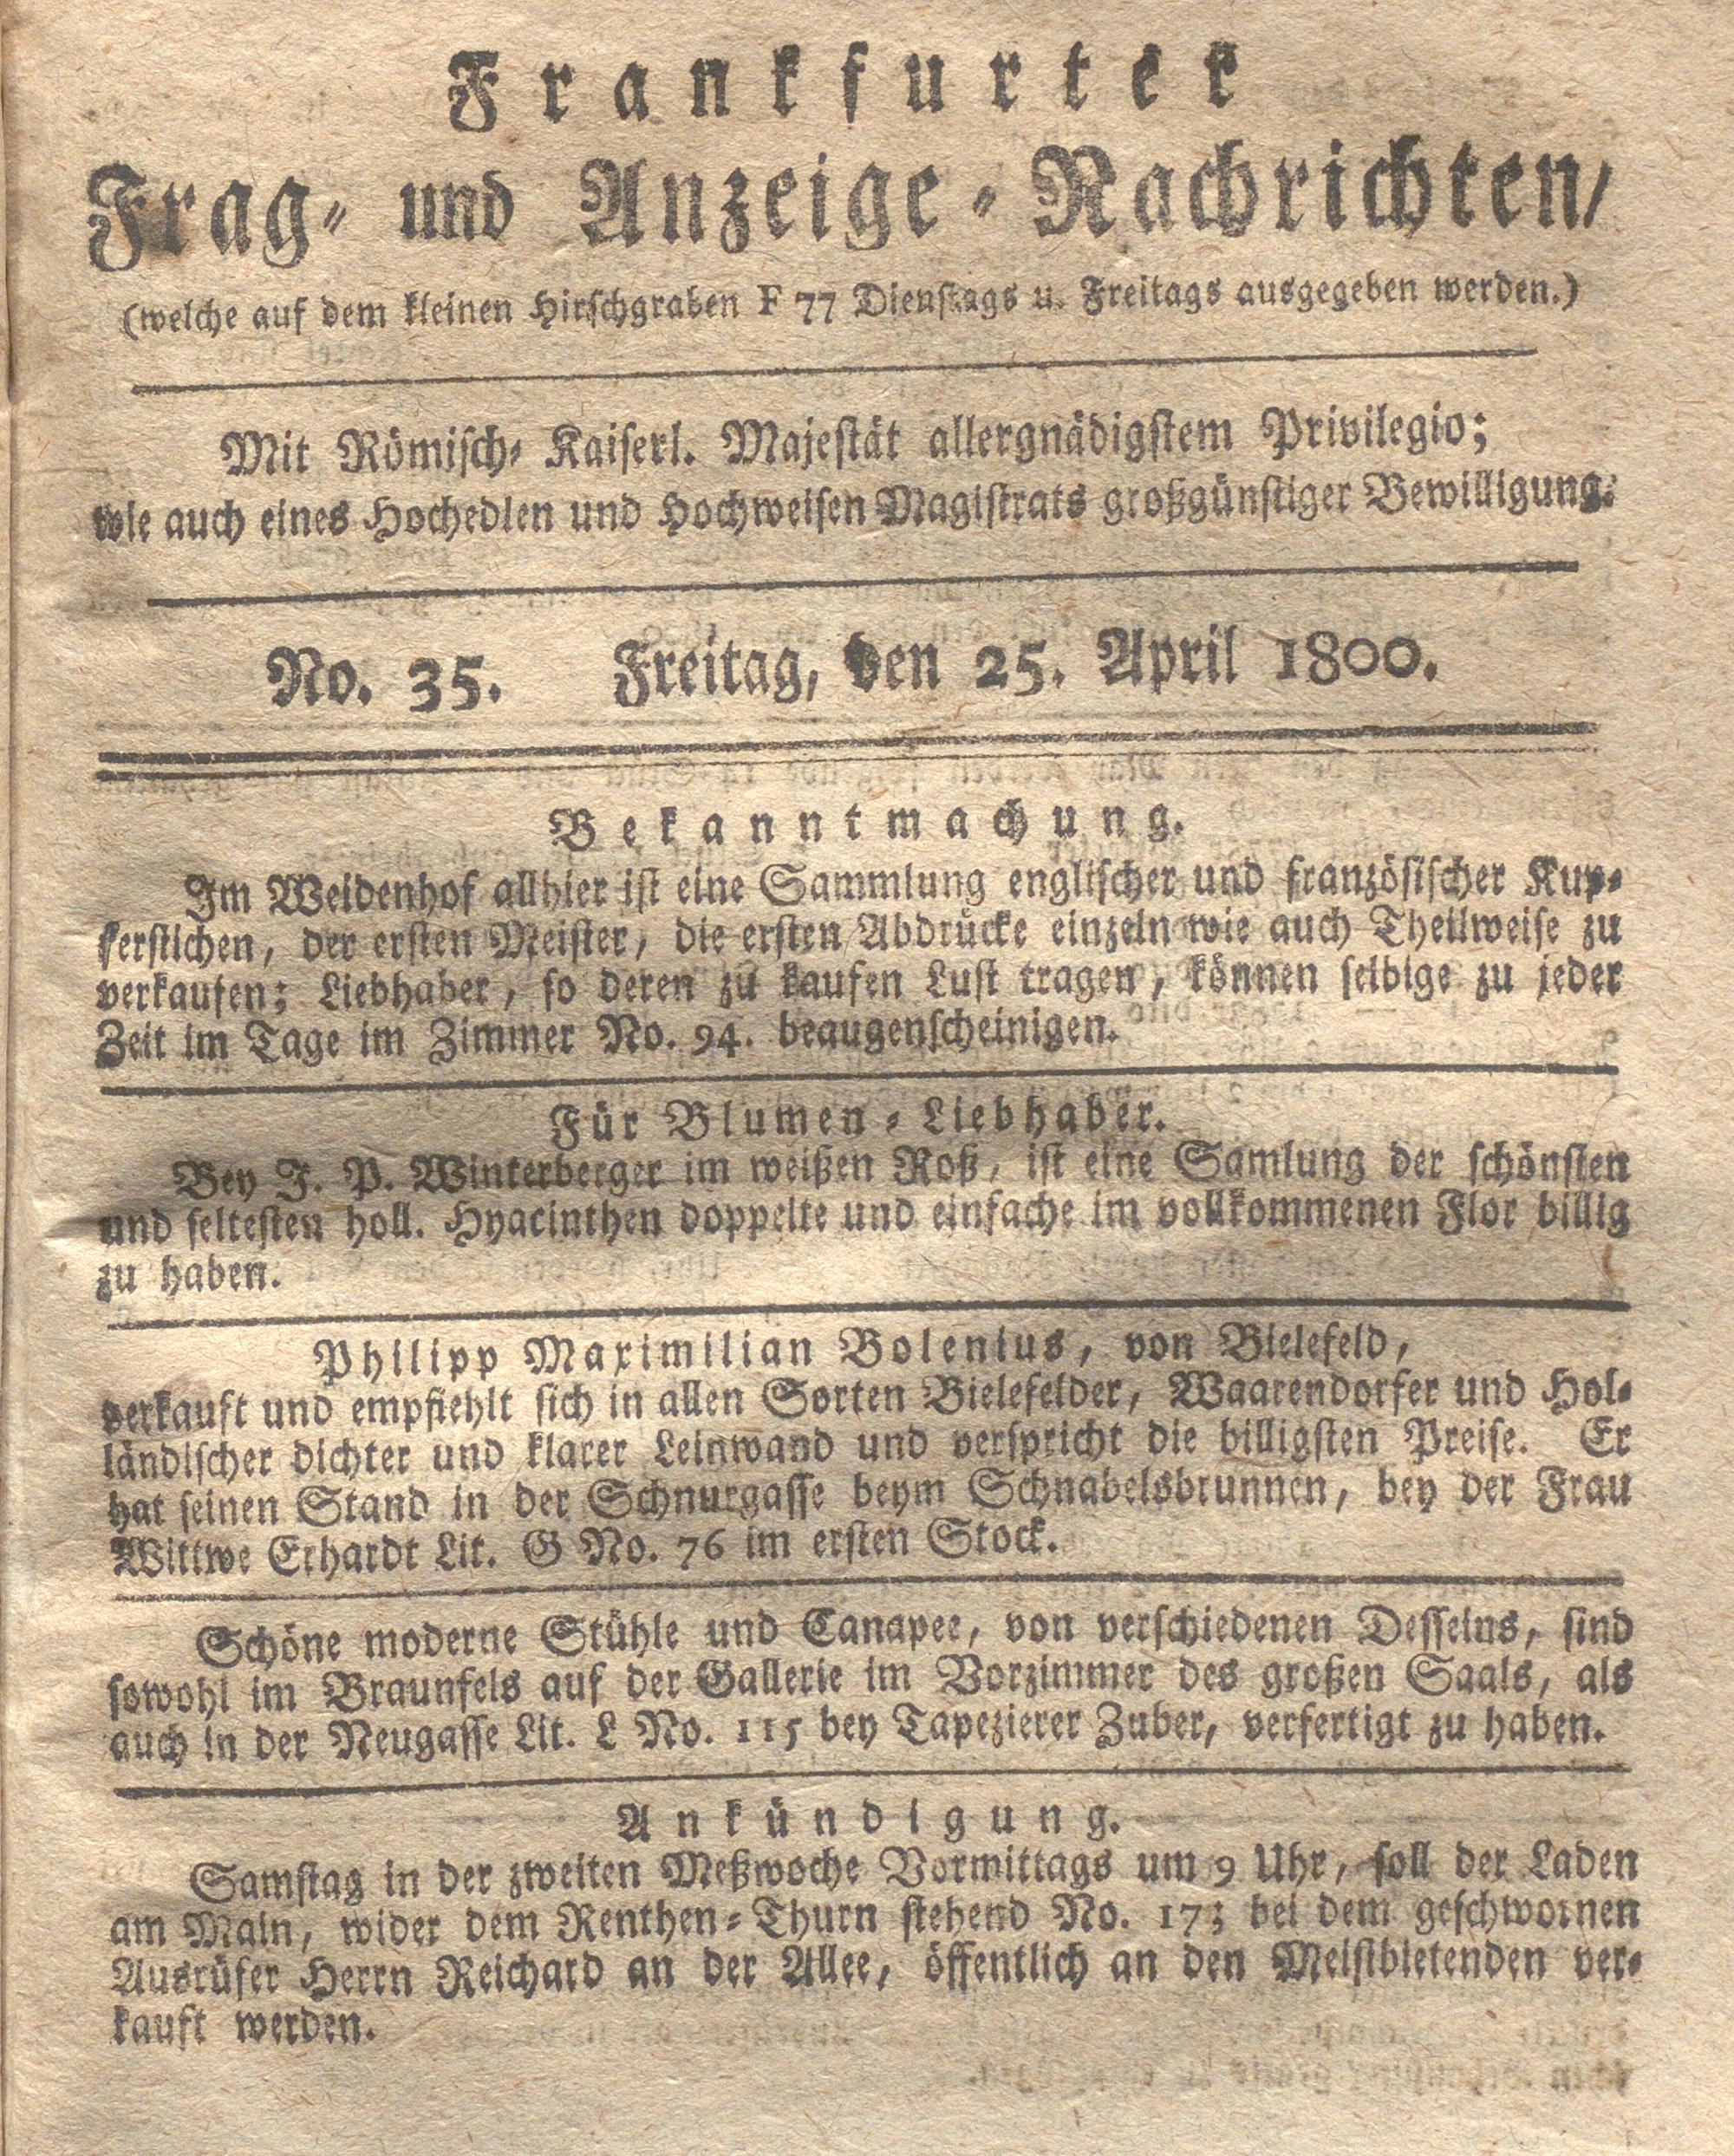 Frankfurter
Frag- und Anzeige-Nachrichten/
(welche auf dem kleinen Hirschgraben F 77 Dienstags u. Freitags ausgegeben werden.)
Mit Römisch- Kaiserl. Majestät allergnädigstem Privilegio;
wie auch eines Hochedlen und Hochweisen Magistrats großgünstiger Bewilligung.
No. 35. Freitag, den 25. April 1800.
Bekanntmachung.
Im Weidenhof allhier ist eine Sammlung englischer und französischer Kup-
ferstichen, der ersten Meister, die ersten Abdrücke einzeln wie auch Theilweise zu
verkaufen; Liebhaber, so deren zu kaufen Lust tragen, können selbige zu jeder
Zeit im Tage im Zimmer No. 94. beaugenscheinigen.
Für Blumen-Liebhaber.
Bey J. P. Winterberger im weißen Roß, ist eine Samlung der schönsten
und seltesten holl. Hyacinthen doppelte und einfache im vollkommenen Flor billig
zu haben.
Philipp Maximilian Bolenius, von Bielefeld,
verkauft und empfiehlt sich in allen Sorten Bielefelder, Waarendorfer und Hol-
ländischer dichter und klarer Leinwand und verspricht die billigsten Preise. Er
hat seinen Stand in der Schnurgasse beym Schnabelsbrunnen, bey der Frau
Wittwe Erhardt Lit. G No. 76 im ersten Stock.
Schöne moderne Stühle und Canapee, von verschiedenen Desseins, sind
sowohl im Braunfels auf der Gallerie im Vorzimmer des großen Saals, als
auch in der Neugasse Lit. L No. 115 bey Tapezierer Zuber, verfertigt zu haben.
Ankündigung.
Samstag in der zweiten Meßwoche Vormittags um 9 Uhr, soll der Laden
am Main, wider dem Renthen-Thurn stehend No. 173 bei dem geschwornen
Ausrüfer Herrn Reichard an der Allee, öffentlich an den Meistbietenden ver-
kauft werden.